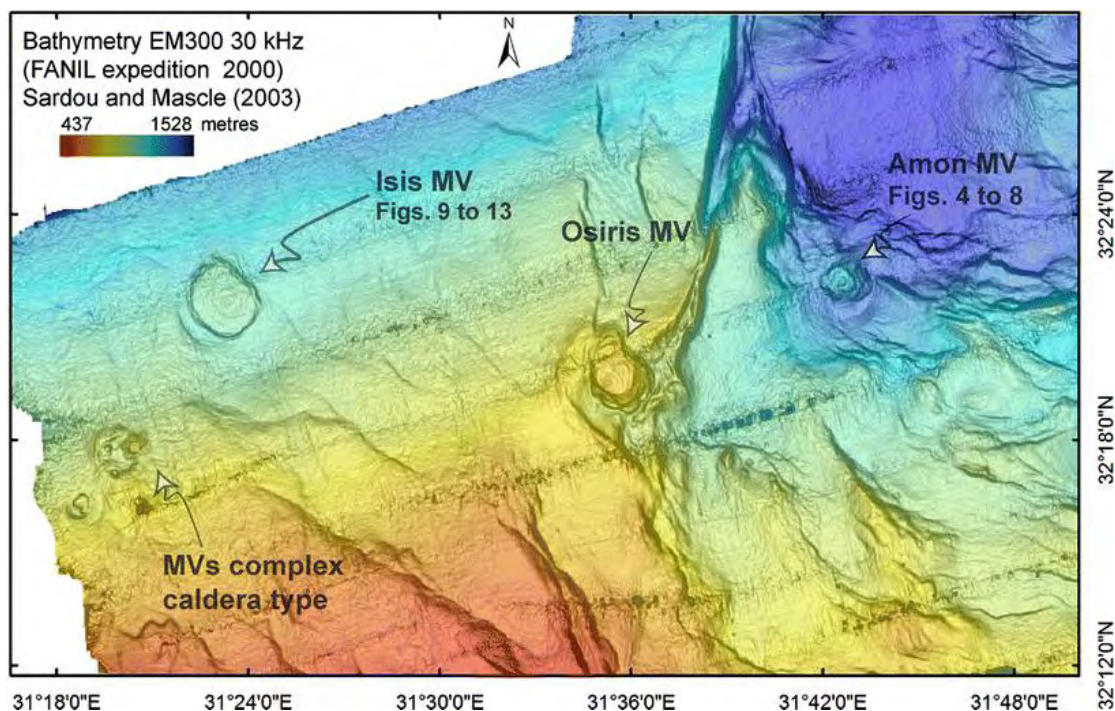 Bathymetry EM300 30 kHz
(FANIL expedition 2000)
Sardou and Mascle (2003)
437 1528 metres
N
Isis MV
Figs. 9 to 13
Osiris MV
Amon MV
Figs. 4 to 8
MVs complex
caldera type
32°24'0"N
32°18'0"N
32°12'0"N
31°18'0"E 31°24'0"E 31°30'0"E 31°36'0"E 31°42'0"E 31°48'0"E